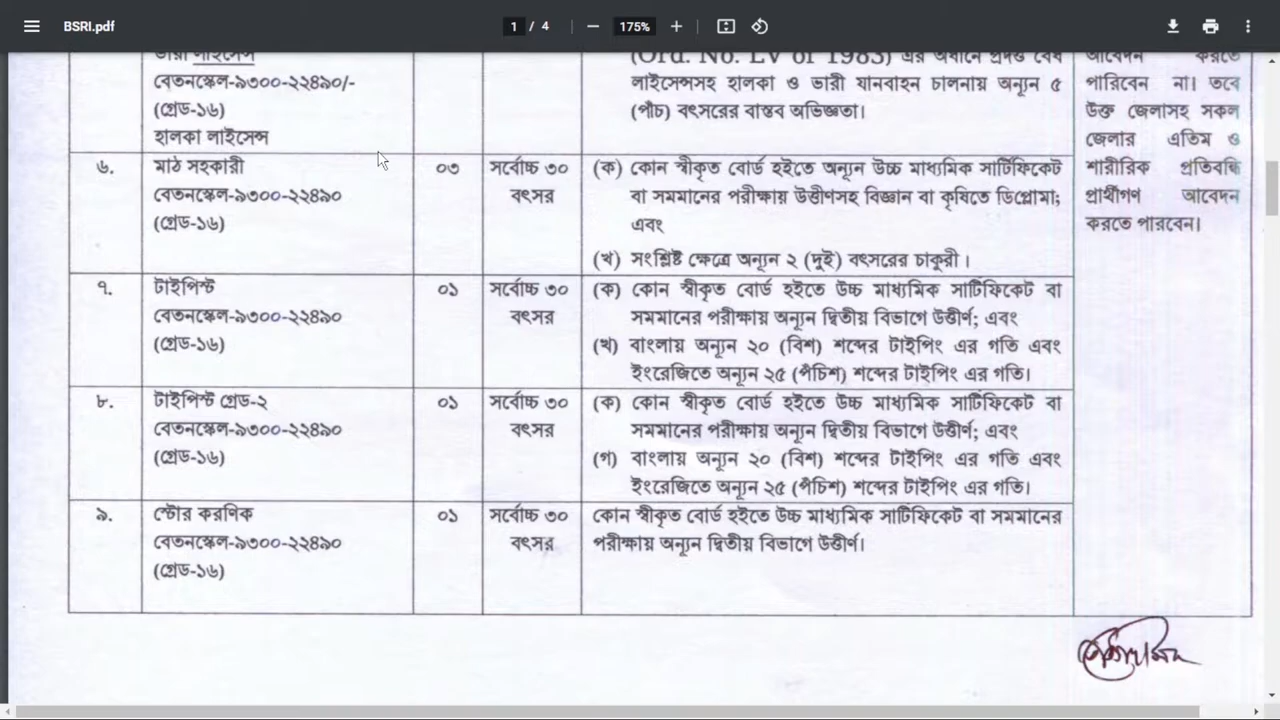 BSRI.pdf
1 / 4
175%
ভারী লাইসেন্স
বেতনস্কেল-৯৩০০-২২৪৯০/-
(গ্রেড-১৬)
হালকা লাইসেন্স
(Ord. No. LV of 1983) এর অধীনে প্রদত্ত বৈধ
লাইসেন্সসহ হালকা ও ভারী যানবাহন চালনায় অন্যূন ৫
(পাঁচ) বৎসরের বাস্তব অভিজ্ঞতা।
আবেদন করতে
পারিবেন না। তবে
উক্ত জেলাসহ সকল
জেলার এতিম ও
শারীরিক প্রতিবন্ধি
প্রার্থীগণ আবেদন
করতে পারবেন।
৬.
মাঠ সহকারী
বেতনস্কেল-৯৩০০-২২৪৯০
(গ্রেড-১৬)
০৩
সর্বোচ্চ ৩০
বৎসর
(ক) কোন স্বীকৃত বোর্ড হইতে অন্যূন উচ্চ মাধ্যমিক সার্টিফিকেট
বা সমমানের পরীক্ষায় উত্তীর্ণসহ বিজ্ঞান বা কৃষিতে ডিপ্লোমা;
এবং
(খ) সংশ্লিষ্ট ক্ষেত্রে অন্যূন ২ (দুই) বৎসরের চাকুরী।
৭.
টাইপিস্ট
বেতনস্কেল-৯৩০০-২২৪৯০
(গ্রেড-১৬)
০১
সর্বোচ্চ ৩০
বৎসর
(ক) কোন স্বীকৃত বোর্ড হইতে উচ্চ মাধ্যমিক সার্টিফিকেট বা
সমমানের পরীক্ষায় অন্যূন দ্বিতীয় বিভাগে উত্তীর্ণ; এবং
(খ) বাংলায় অন্যূন ২০ (বিশ) শব্দের টাইপিং এর গতি এবং
ইংরেজিতে অন্যূন ২৫ (পঁচিশ) শব্দের টাইপিং এর গতি।
৮.
টাইপিস্ট গ্রেড-২
বেতনস্কেল-৯৩০০-২২৪৯০
(গ্রেড-১৬)
০১
সর্বোচ্চ ৩০
বৎসর
(ক) কোন স্বীকৃত বোর্ড হইতে উচ্চ মাধ্যমিক সার্টিফিকেট বা
সমমানের পরীক্ষায় অন্যূন দ্বিতীয় বিভাগে উত্তীর্ণ; এবং
(গ) বাংলায় অন্যূন ২০ (বিশ) শব্দের টাইপিং এর গতি এবং
ইংরেজিতে অন্যূন ২৫ (পঁচিশ) শব্দের টাইপিং এর গতি।
৯.
স্টোর করণিক
বেতনস্কেল-৯৩০০-২২৪৯০
(গ্রেড-১৬)
০১
সর্বোচ্চ ৩০
বৎসর
কোন স্বীকৃত বোর্ড হইতে উচ্চ মাধ্যমিক সার্টিফিকেট বা সমমানের
পরীক্ষায় অন্যূন দ্বিতীয় বিভাগে উত্তীর্ণ।